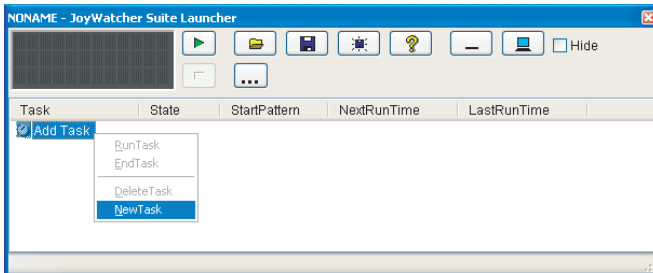 NONAME - JoyWatcher Suite Launcher
Hide
...
Task State StartPattern NextRunTime LastRunTime
Add Task
RunTask
EndTask
DeleteTask
NewTask